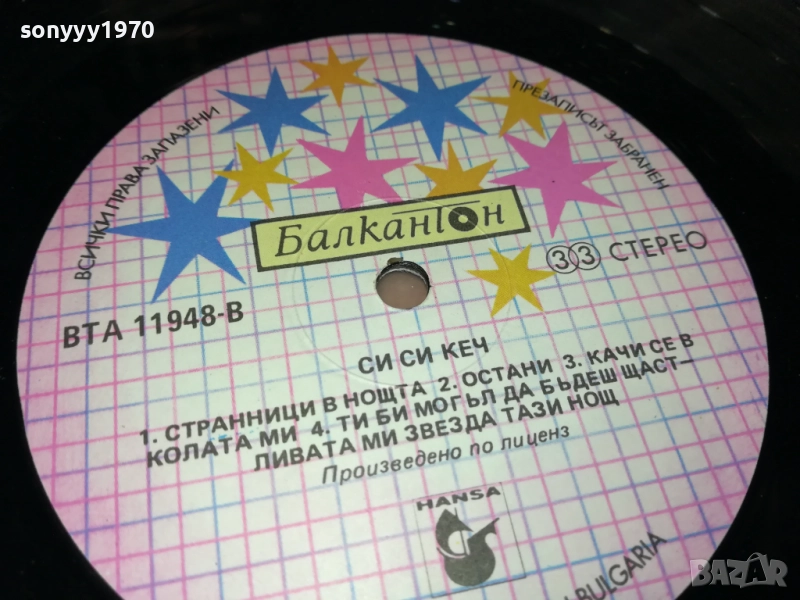 sonyyy1970
ВСИЧКИ ПРАВА ЗАПАЗЕНИ
ПРЕЗАПИСЪТ ЗАБРАНЕН
Балкантон
ВТА 11948-В
33 СТЕРЕО
СИ СИ КЕЧ
1. СТРАННИЦИ В НОЩТА 2. ОСТАНИ 3. КАЧИ СЕ В
КОЛАТА МИ 4. ТИ БИ МОГЪЛ ДА БЪДЕШ ЩАСТ–
ЛИВАТА МИ ЗВЕЗДА ТАЗИ НОЩ
Произведено по лиценз
HANSA
BULGARIA
BAZAR